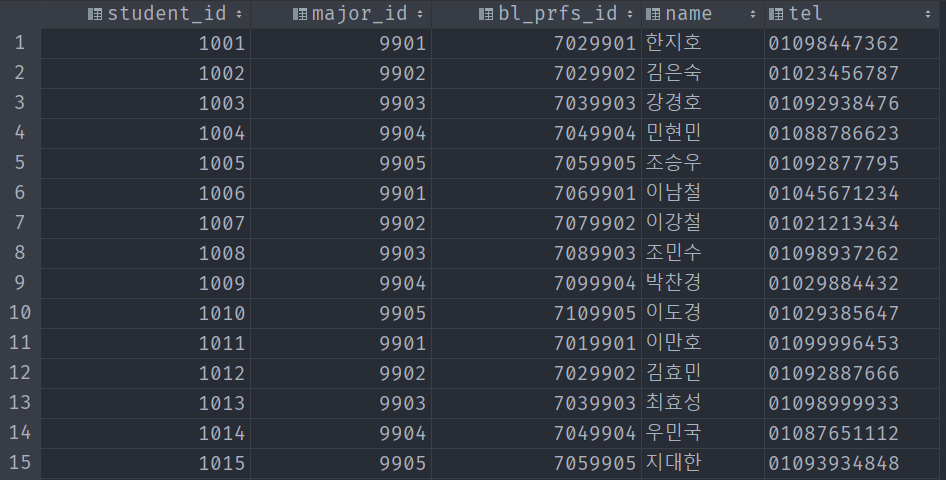 student_id major_id bl_prfs_id name tel
1 1001 9901 7029901 한지호 01098447362
2 1002 9902 7029902 김은숙 01023456787
3 1003 9903 7039903 강경호 01092938476
4 1004 9904 7049904 민현민 01088786623
5 1005 9905 7059905 조승우 01092877795
6 1006 9901 7069901 이남철 01045671234
7 1007 9902 7079902 이강철 01021213434
8 1008 9903 7089903 조민수 01098937262
9 1009 9904 7099904 박찬경 01029884432
10 1010 9905 7109905 이도경 01029385647
11 1011 9901 7019901 이만호 01099996453
12 1012 9902 7029902 김효민 01092887666
13 1013 9903 7039903 최효성 01098999933
14 1014 9904 7049904 우민국 01087651112
15 1015 9905 7059905 지대한 01093934848